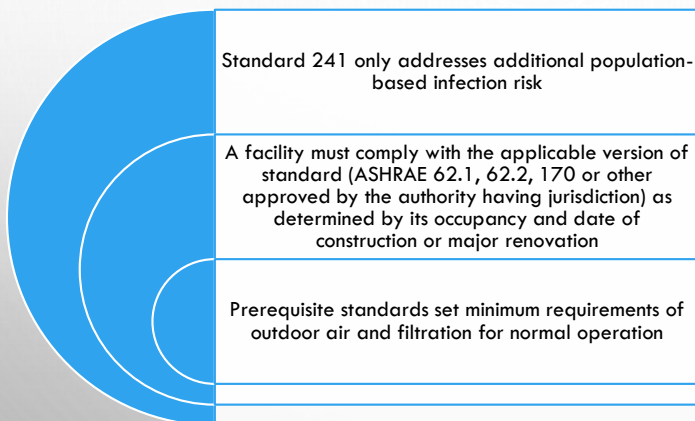 Standard 241 only addresses additional population-
based infection risk
A facility must comply with the applicable version of
standard (ASHRAE 62.1, 62.2, 170 or other
approved by the authority having jurisdiction) as
determined by its occupancy and date of
construction or major renovation
Prerequisite standards set minimum requirements of
outdoor air and filtration for normal operation